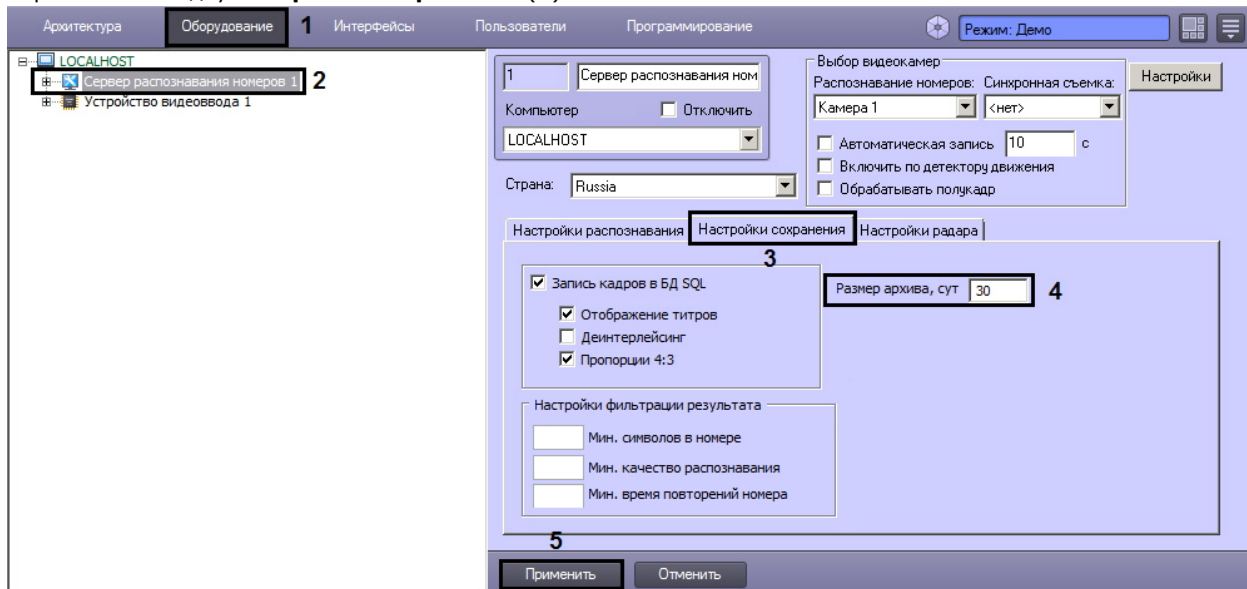 Архитектура Оборудование 1 Интерфейсы Пользователи Программирование Режим: Демо
LOCALHOST
Сервер распознавания номеров 1 2
Устройство видеоввода 1
1 Сервер распознавания ном
Компьютер Отключить
LOCALHOST
Страна: Russia
Выбор видеокамер
Распознавание номеров: Синхронная съемка:
Камера 1 <нет>
Автоматическая запись 10 с
Включить по детектору движения
Обрабатывать полукадр
Настройки
Настройки распознавания Настройки сохранения Настройки радара
3
Запись кадров в БД SQL
Отображение титров
Деинтерлейсинг
Пропорции 4:3
Размер архива, сут 30 4
Настройки фильтрации результата
Мин. символов в номере
Мин. качество распознавания
Мин. время повторений номера
5
Применить Отменить